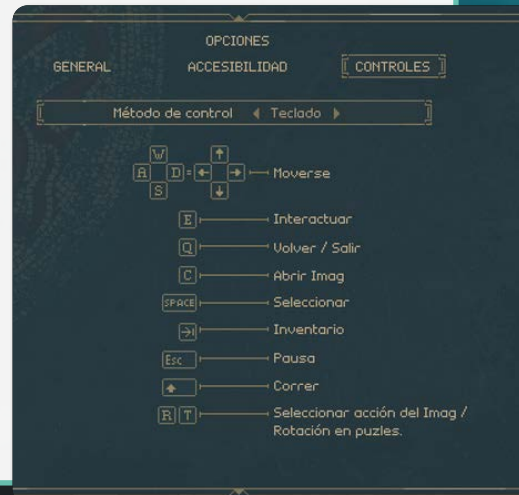 OPCIONES
GENERAL ACCESIBILIDAD CONTROLES
Método de control Teclado
W
A D = Moverse
S
E Interactuar
Q Volver / Salir
C Abrir Imag
SPACE Seleccionar
Inventario
Esc Pausa
Correr
R T Seleccionar acción del Imag /
Rotación en puzles.